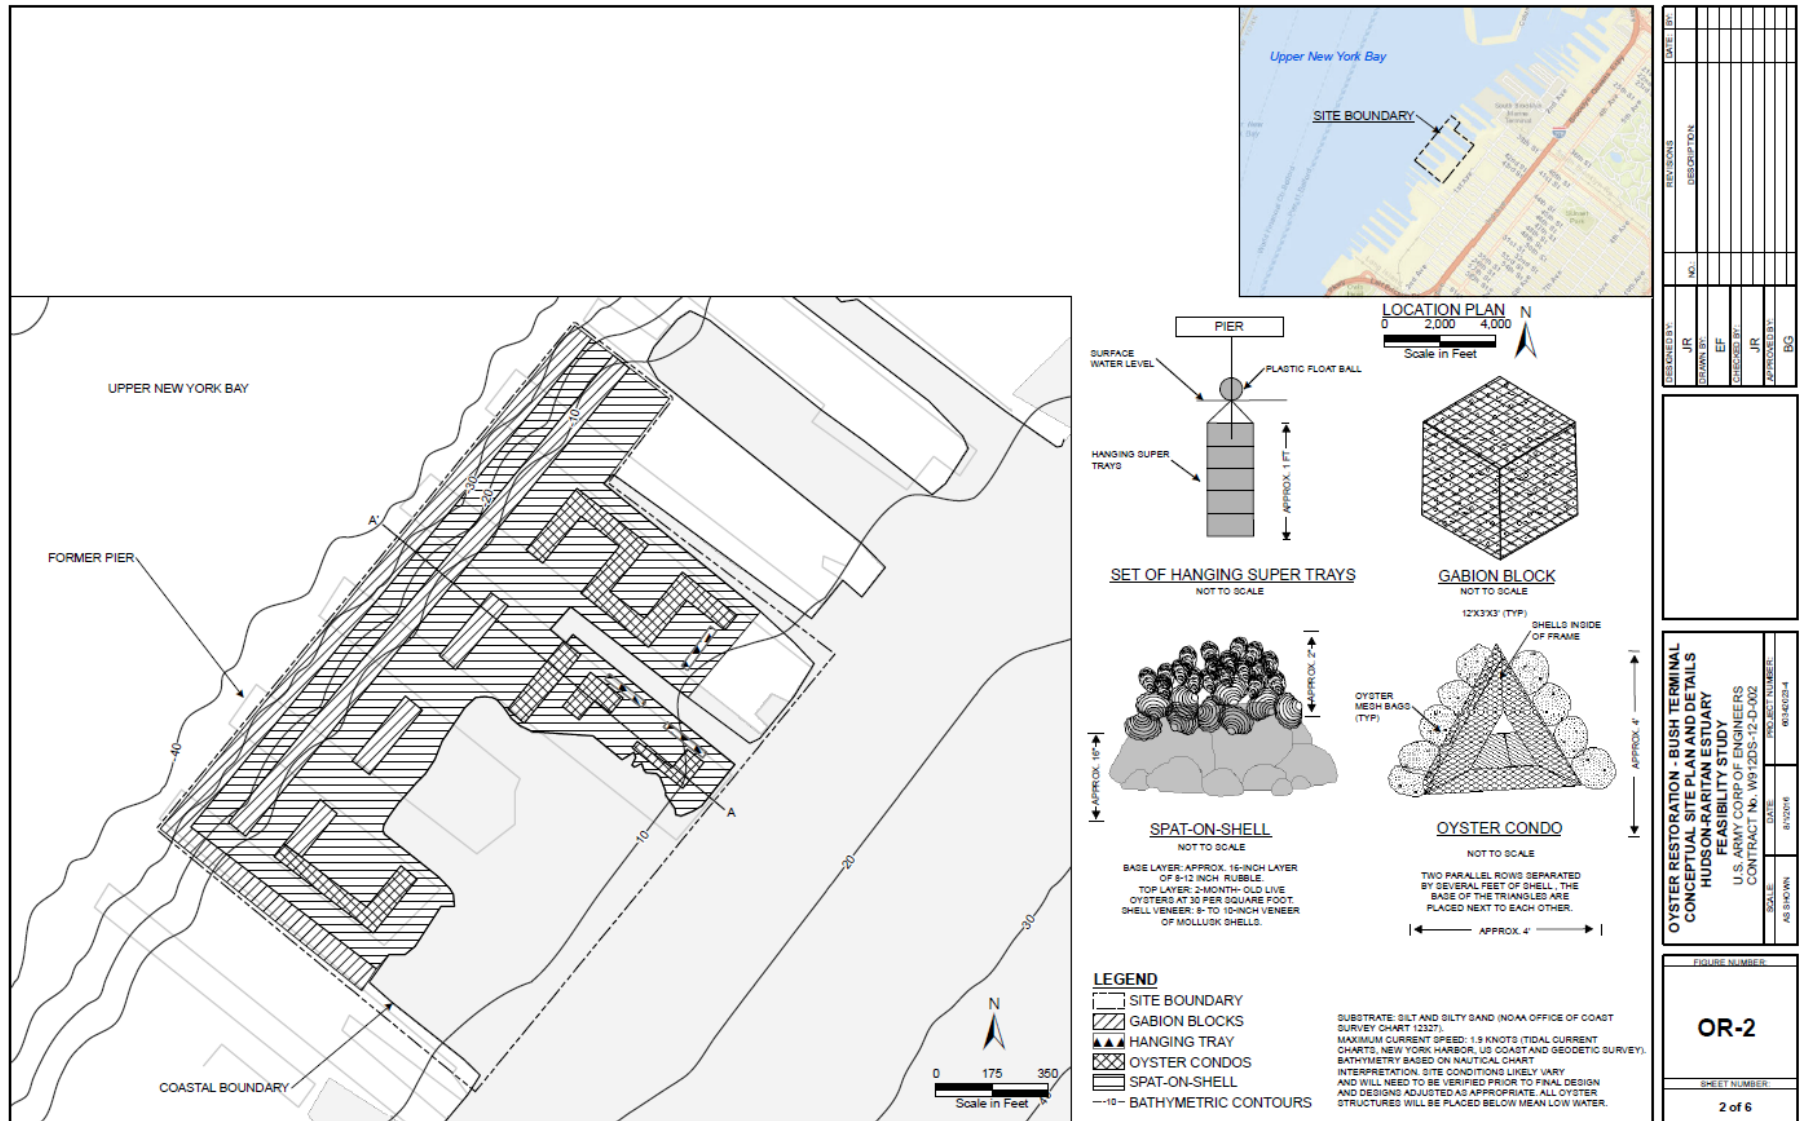 Upper New York Bay
SITE BOUNDARY
South Brooklyn
Marine
Terminal
Sunset
Park
LOCATION PLAN
0 2,000 4,000
Scale in Feet
N
UPPER NEW YORK BAY
FORMER PIER
A'
A
-10
-20
-30
-40
-10
-20
-30
COASTAL BOUNDARY
N
0 175 350
Scale in Feet
PIER
SURFACE
WATER LEVEL
PLASTIC FLOAT BALL
HANGING SUPER
TRAYS
APPROX. 1 FT
SET OF HANGING SUPER TRAYS
NOT TO SCALE
GABION BLOCK
NOT TO SCALE
12'X3'X3' (TYP)
SHELLS INSIDE
OF FRAME
OYSTER
MESH BAGS
(TYP)
APPROX. 4'
APPROX. 2"
APPROX. 16"
SPAT-ON-SHELL
NOT TO SCALE
BASE LAYER: APPROX. 16-INCH LAYER
OF 8-12 INCH RUBBLE.
TOP LAYER: 2-MONTH- OLD LIVE
OYSTERS AT 30 PER SQUARE FOOT.
SHELL VENEER: 8- TO 10-INCH VENEER
OF MOLLUSK SHELLS.
OYSTER CONDO
NOT TO SCALE
TWO PARALLEL ROWS SEPARATED
BY SEVERAL FEET OF SHELL , THE
BASE OF THE TRIANGLES ARE
PLACED NEXT TO EACH OTHER.
APPROX. 4'
LEGEND
SITE BOUNDARY
GABION BLOCKS
HANGING TRAY
OYSTER CONDOS
SPAT-ON-SHELL
-10- BATHYMETRIC CONTOURS
SUBSTRATE: SILT AND SILTY SAND (NOAA OFFICE OF COAST
SURVEY CHART 12327).
MAXIMUM CURRENT SPEED: 1.9 KNOTS (TIDAL CURRENT
CHARTS, NEW YORK HARBOR, US COAST AND GEODETIC SURVEY).
BATHYMETRY BASED ON NAUTICAL CHART
INTERPRETATION. SITE CONDITIONS LIKELY VARY
AND WILL NEED TO BE VERIFIED PRIOR TO FINAL DESIGN
AND DESIGNS ADJUSTED AS APPROPRIATE. ALL OYSTER
STRUCTURES WILL BE PLACED BELOW MEAN LOW WATER.
REVISIONS
NO.: DESCRIPTION: DATE: BY:
DESIGNED BY:
JR
DRAWN BY:
EF
CHECKED BY:
JR
APPROVED BY:
BG
OYSTER RESTORATION - BUSH TERMINAL
CONCEPTUAL SITE PLAN AND DETAILS
HUDSON-RARITAN ESTUARY
FEASIBILITY STUDY
U.S. ARMY CORP OF ENGINEERS
CONTRACT No. W912DS-12-D-002
SCALE: DATE: PROJECT NUMBER:
AS SHOWN 8/1/2016 60342023-4
FIGURE NUMBER:
OR-2
SHEET NUMBER:
2 of 6